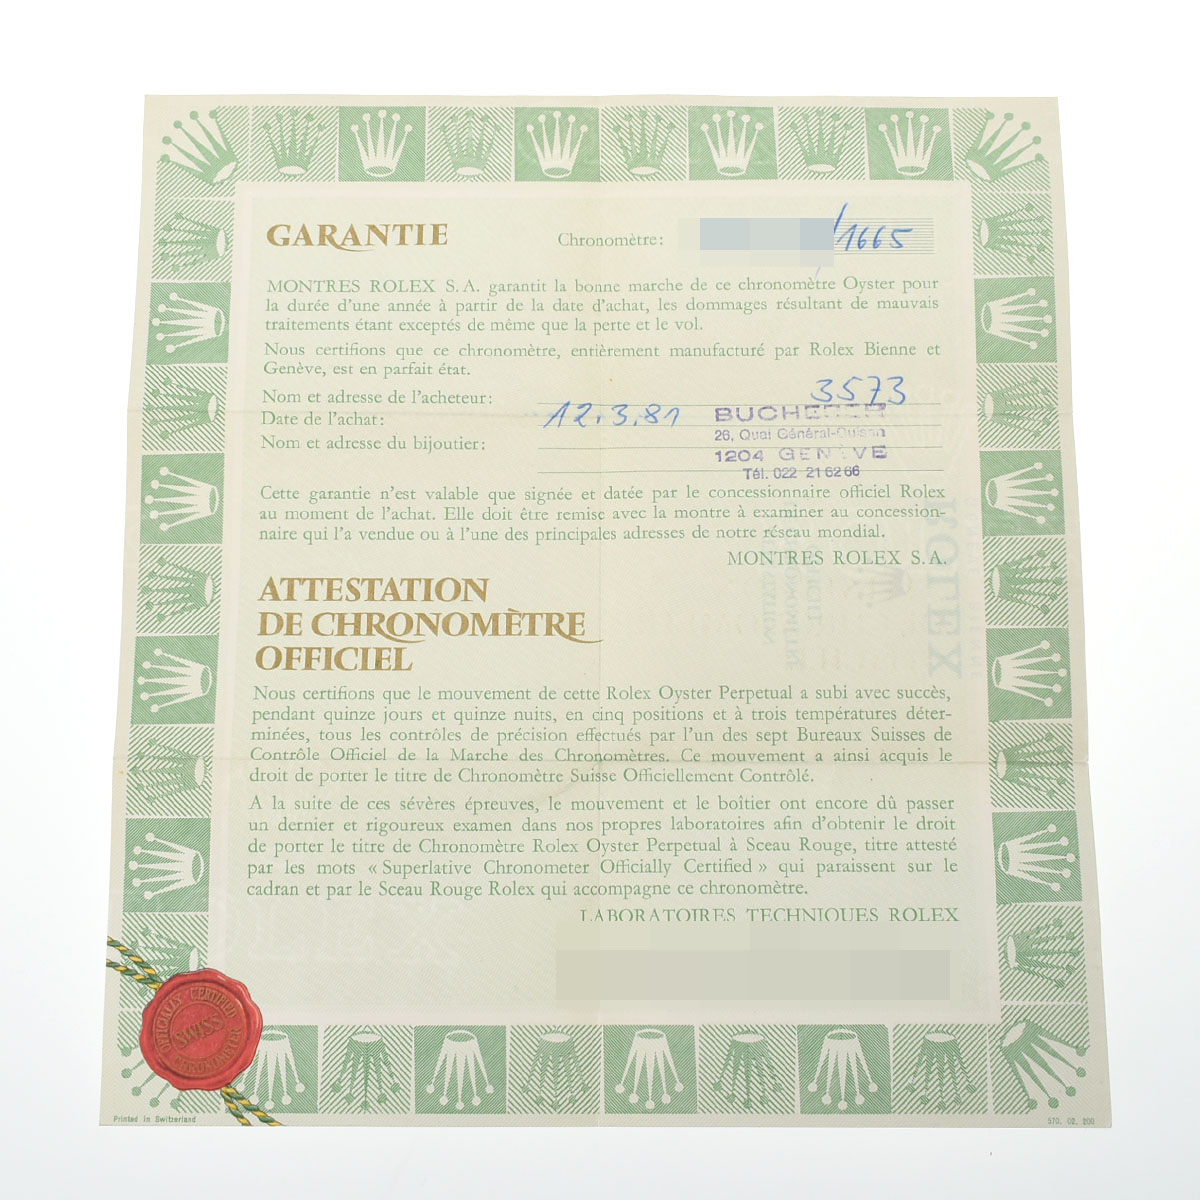 GARANTIE
Chronomètre: /1665
MONTRES ROLEX S.A. garantit la bonne marche de ce chronomètre Oyster pour
la durée d'une année à partir de la date d'achat, les dommages résultant de mauvais
traitements étant exceptés de même que la perte et le vol.
Nous certifions que ce chronomètre, entièrement manufacturé par Rolex Bienne et
Genève, est en parfait état.
Nom et adresse de l'acheteur: 3573
Date de l'achat: 12.3.81
Nom et adresse du bijoutier:
BUCHERER
26, Quai Général-Guisan
1204 GENÈVE
Tél. 022 21 62 66
Cette garantie n'est valable que signée et datée par le concessionnaire officiel Rolex
au moment de l'achat. Elle doit être remise avec la montre à examiner au concession-
naire qui l'a vendue ou à l'une des principales adresses de notre réseau mondial.
MONTRES ROLEX S.A.
ATTESTATION
DE CHRONOMÈTRE
OFFICIEL
Nous certifions que le mouvement de cette Rolex Oyster Perpetual a subi avec succès,
pendant quinze jours et quinze nuits, en cinq positions et à trois températures déter-
minées, tous les contrôles de précision effectués par l'un des sept Bureaux Suisses de
Contrôle Officiel de la Marche des Chronomètres. Ce mouvement a ainsi acquis le
droit de porter le titre de Chronomètre Suisse Officiellement Contrôlé.
A la suite de ces sévères épreuves, le mouvement et le boîtier ont encore dû passer
un dernier et rigoureux examen dans nos propres laboratoires afin d'obtenir le droit
de porter le titre de Chronomètre Rolex Oyster Perpetual à Sceau Rouge, titre attesté
par les mots « Superlative Chronometer Officially Certified » qui paraissent sur le
cadran et par le Sceau Rouge Rolex qui accompagne ce chronomètre.
LABORATOIRES TECHNIQUES ROLEX
OFFICIALLY CERTIFIED
SWISS
CHRONOMETER
Printed in Switzerland
570. 02. 200